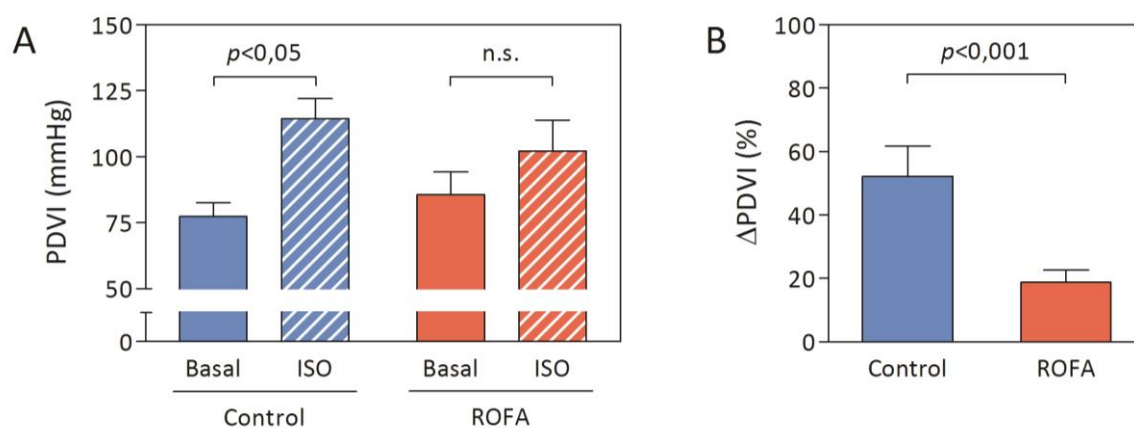 A
PDVI (mmHg)
150
125
100
75
50
0
p<0,05
n.s.
Basal
ISO
Basal
ISO
Control
ROFA
B
ΔPDVI (%)
100
80
60
40
20
0
p<0,001
Control
ROFA